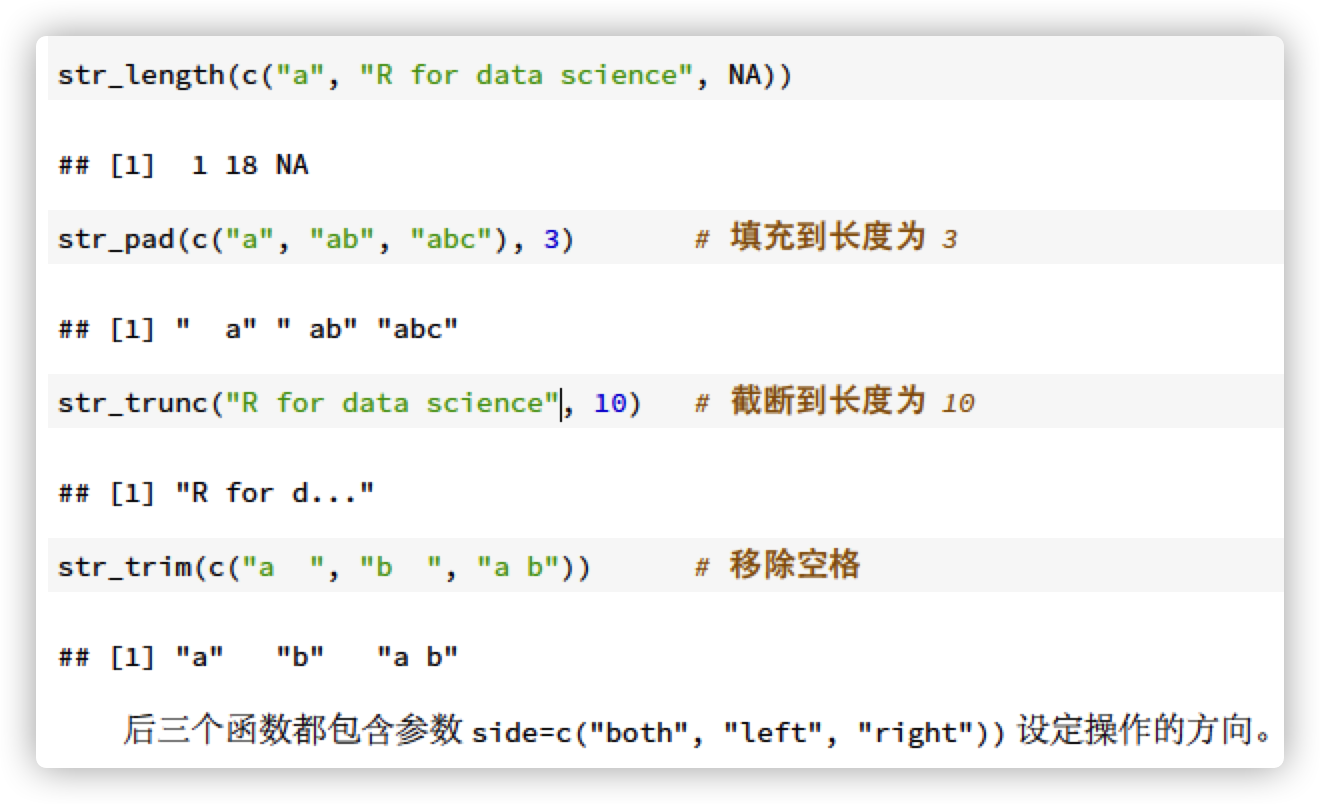 str_length(c("a", "R for data science", NA))
## [1]  1 18 NA
str_pad(c("a", "ab", "abc"), 3)       # 填充到长度为 3
## [1] "  a" " ab" "abc"
str_trunc("R for data science", 10)   # 截断到长度为 10
## [1] "R for d..."
str_trim(c("a  ", "b  ", "a b"))      # 移除空格
## [1] "a"   "b"   "a b"
后三个函数都包含参数 side=c("both", "left", "right")) 设定操作的方向。